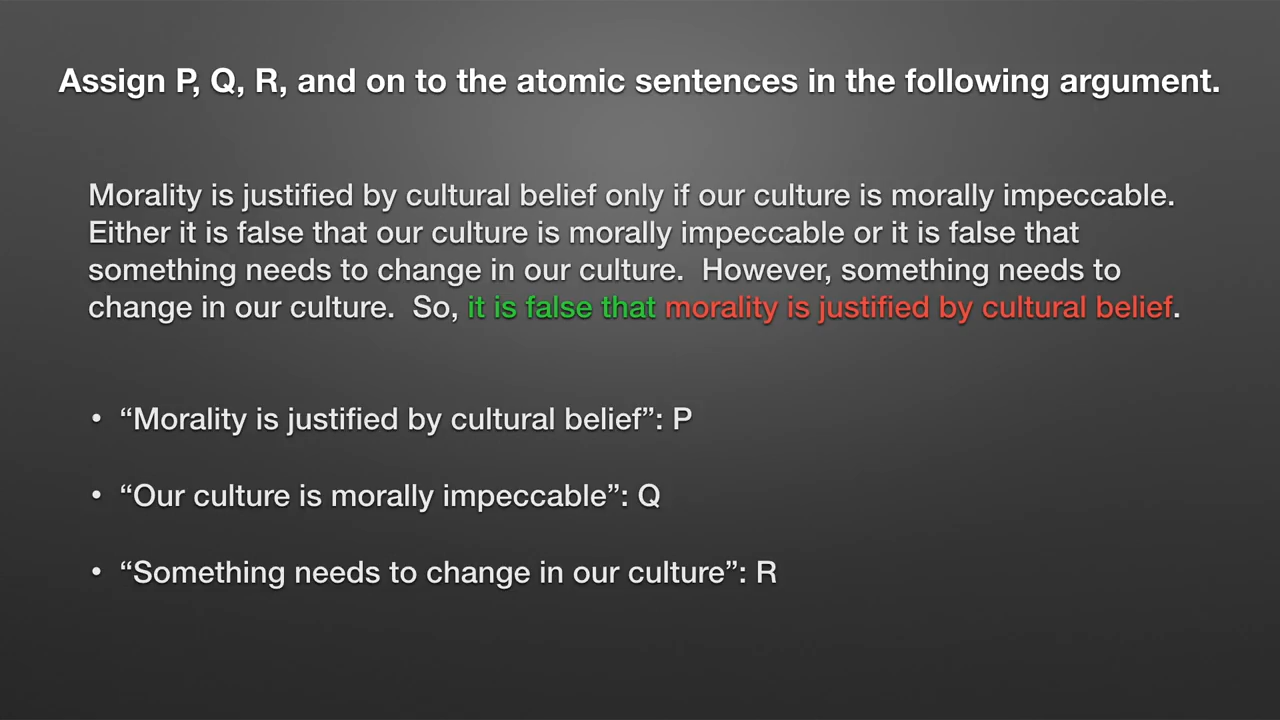 Assign P, Q, R, and on to the atomic sentences in the following argument.
Morality is justified by cultural belief only if our culture is morally impeccable.
Either it is false that our culture is morally impeccable or it is false that
something needs to change in our culture.  However, something needs to
change in our culture.  So, it is false that morality is justified by cultural belief.
• “Morality is justified by cultural belief”: P
• “Our culture is morally impeccable”: Q
• “Something needs to change in our culture”: R